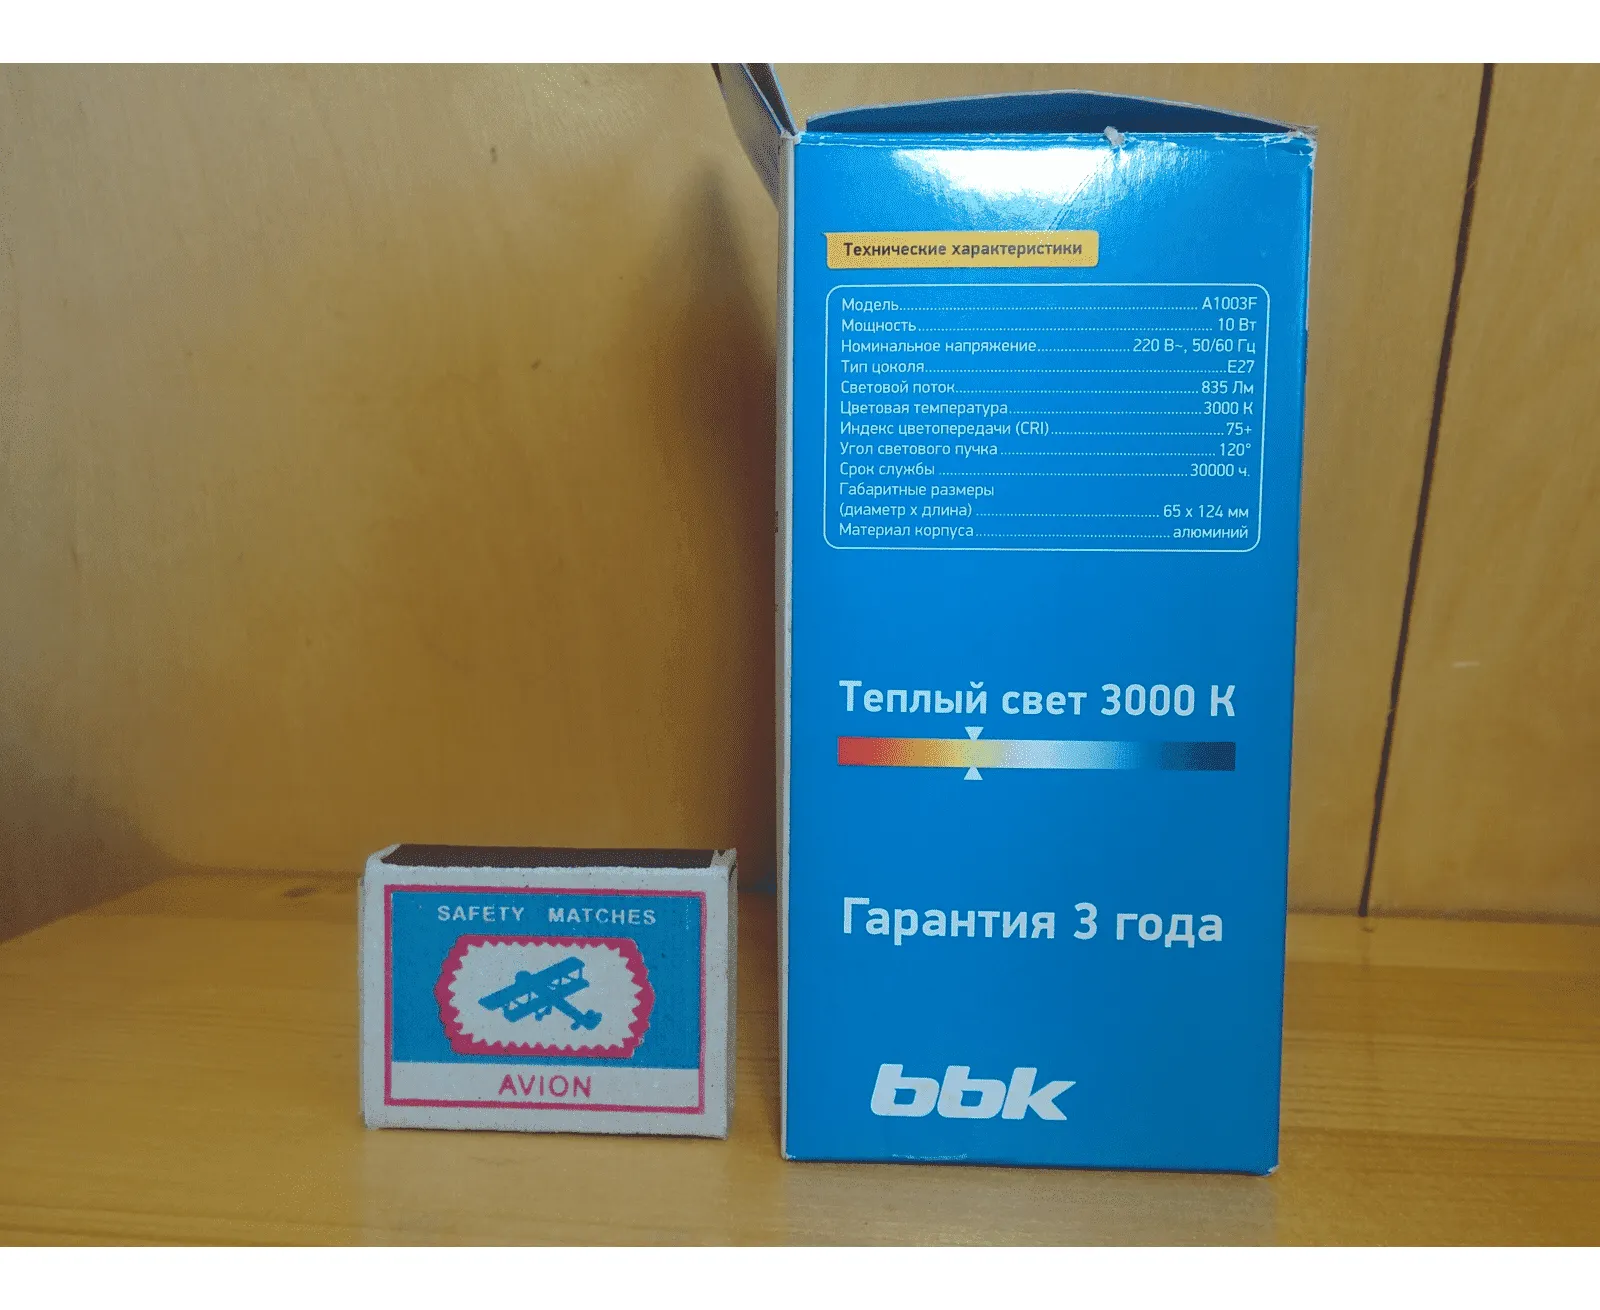 Технические характеристики
Модель A1003F
Мощность 10 Вт
Номинальное напряжение 220 В~, 50/60 Гц
Тип цоколя E27
Световой поток 835 Лм
Цветовая температура 3000 К
Индекс цветопередачи (CRI) 75+
Угол светового пучка 120°
Срок службы 30000 ч.
Габаритные размеры
(диаметр х длина) 65 х 124 мм
Материал корпуса алюминий
Теплый свет 3000 К
Гарантия 3 года
bbk
SAFETY MATCHES
AVION